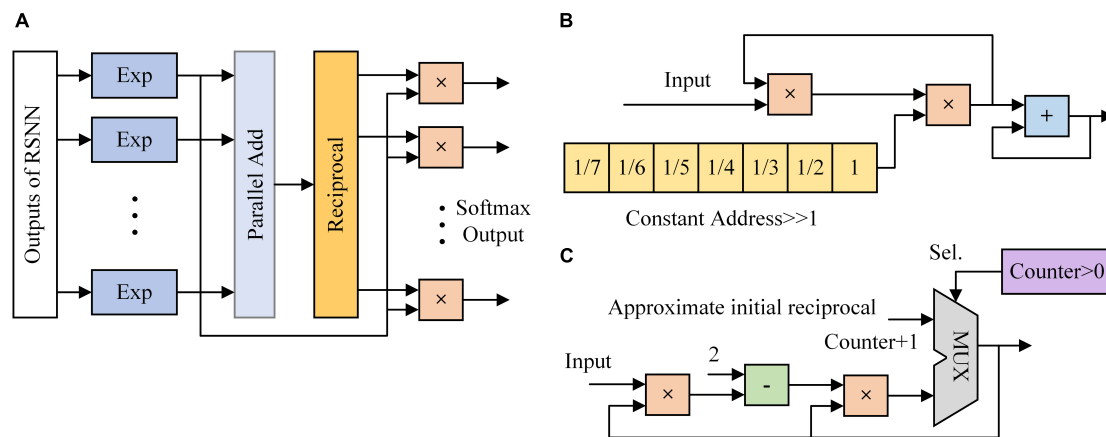 A
Outputs of RSNN
Exp
Exp
Exp
Parallel Add
Reciprocal
×
×
×
Softmax
Output
B
Input
×
×
+
1/7 1/6 1/5 1/4 1/3 1/2 1
Constant Address>>1
C
Sel.
Counter>0
Approximate initial reciprocal
Counter+1
MUX
Input
2
×
-
×